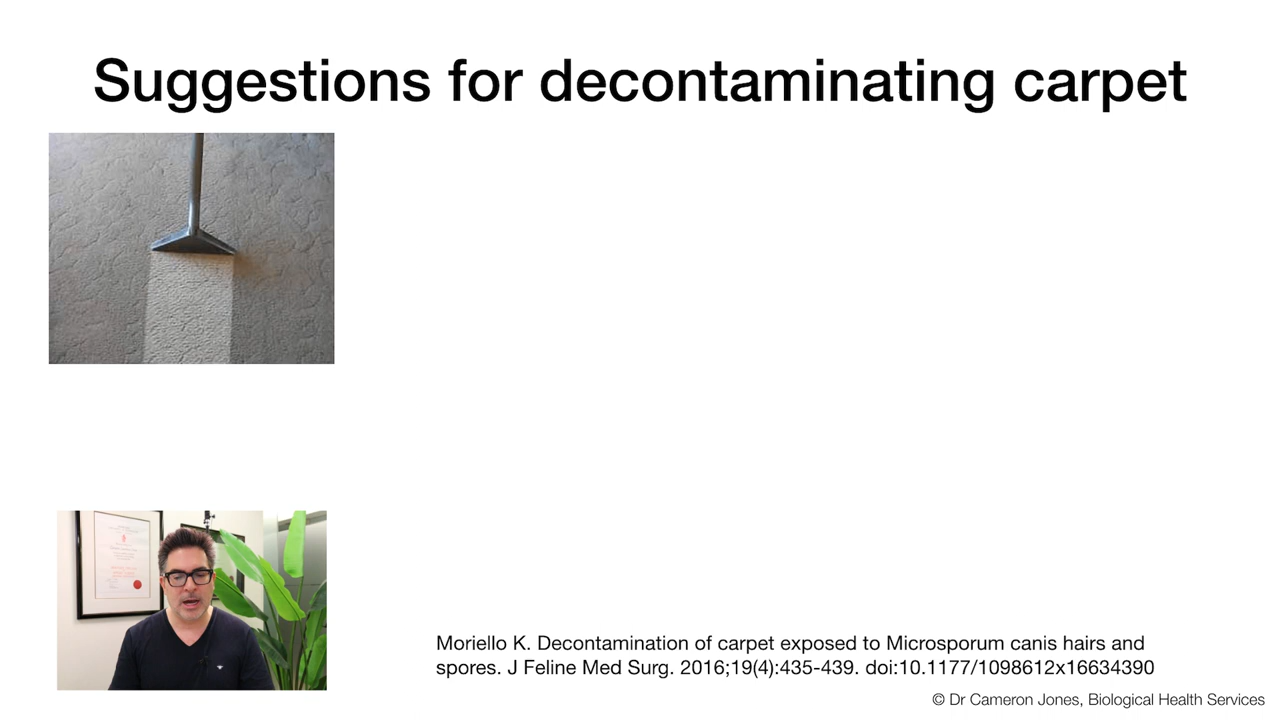 Suggestions for decontaminating carpet
Moriello K. Decontamination of carpet exposed to Microsporum canis hairs and
spores. J Feline Med Surg. 2016;19(4):435-439. doi:10.1177/1098612x16634390
© Dr Cameron Jones, Biological Health Services